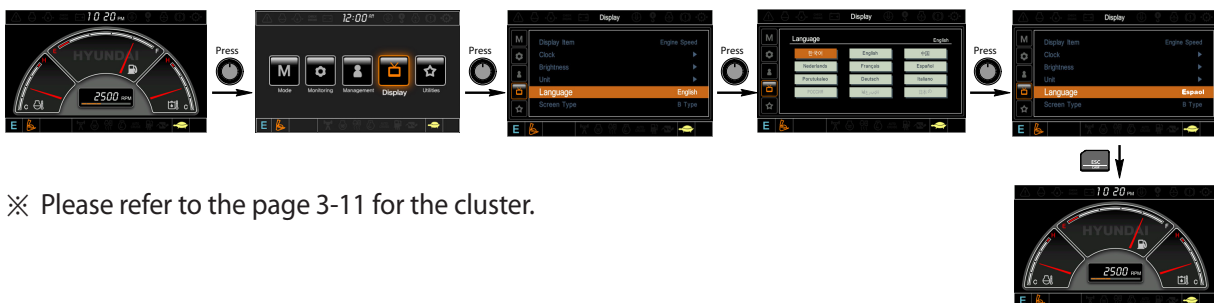 10:20 PM
HYUNDAI
2500 RPM
C
C
E
Press
12:00
M
Mode
Monitoring
Management
Display
Utilities
E
Press
Display
M
Display Item Engine Speed
Clock
Brightness
Unit
Language English
Screen Type B Type
E
Press
Display
M
Language English
한국어 English 中国
Nederlands Français Español
Deutsch Italiano
E
Press
Display
M
Display Item Engine Speed
Clock
Brightness
Unit
Language Espaol
Screen Type B Type
E
ESC
※ Please refer to the page 3-11 for the cluster.
10:20 PM
HYUNDAI
2500 RPM
C
C
E